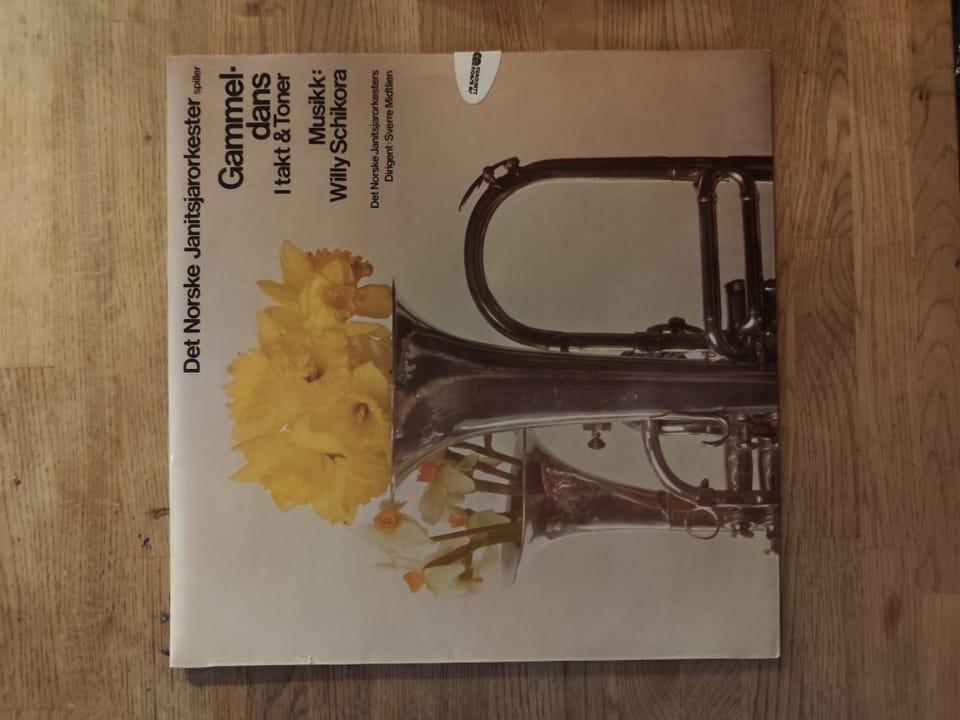 Det Norske Janitsjarorkester spiller
Gammel-
dans
I takt & Toner
Musikk:
Willy Schikora
Det Norske Janitsjarorkesters
Dirigent: Sverre Midtlien